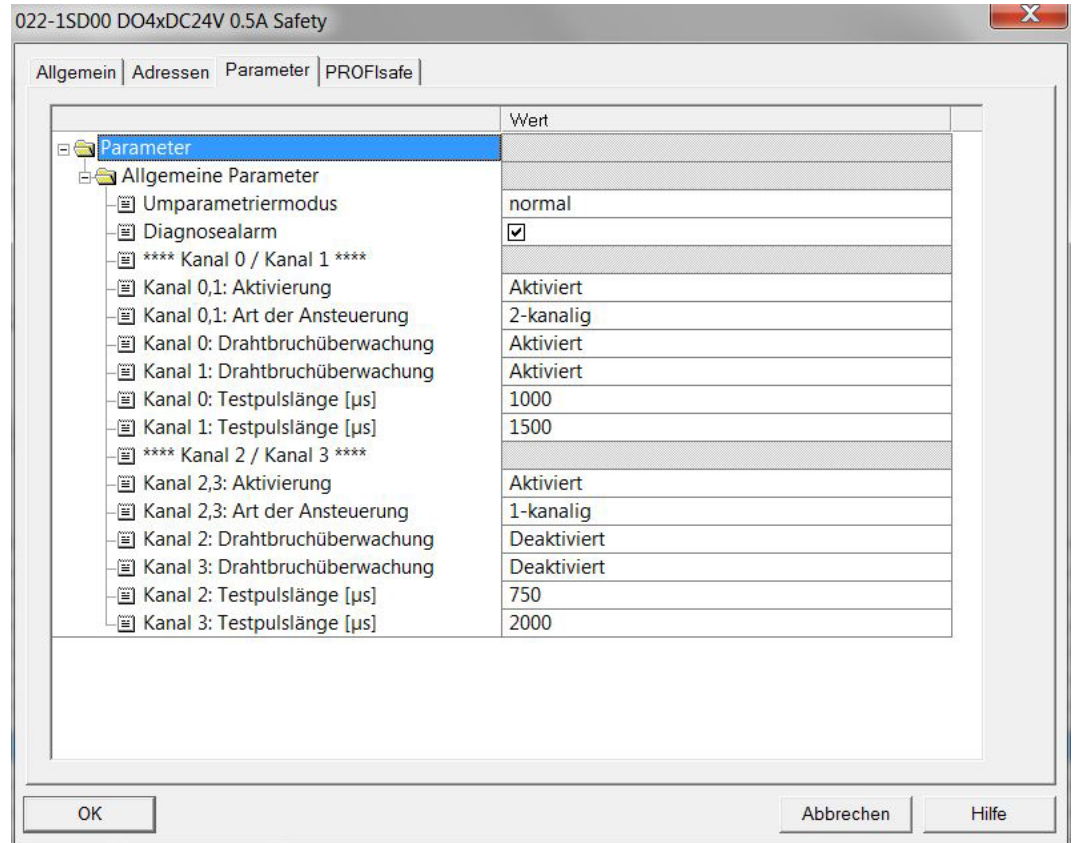 022-1SD00 DO4xDC24V 0.5A Safety
Allgemein Adressen Parameter PROFIsafe
Wert
Parameter
Allgemeine Parameter
Umparametriermodus normal
Diagnosealarm
**** Kanal 0 / Kanal 1 ****
Kanal 0,1: Aktivierung Aktiviert
Kanal 0,1: Art der Ansteuerung 2-kanalig
Kanal 0: Drahtbruchüberwachung Aktiviert
Kanal 1: Drahtbruchüberwachung Aktiviert
Kanal 0: Testpulslänge [µs] 1000
Kanal 1: Testpulslänge [µs] 1500
**** Kanal 2 / Kanal 3 ****
Kanal 2,3: Aktivierung Aktiviert
Kanal 2,3: Art der Ansteuerung 1-kanalig
Kanal 2: Drahtbruchüberwachung Deaktiviert
Kanal 3: Drahtbruchüberwachung Deaktiviert
Kanal 2: Testpulslänge [µs] 750
Kanal 3: Testpulslänge [µs] 2000
OK Abbrechen Hilfe